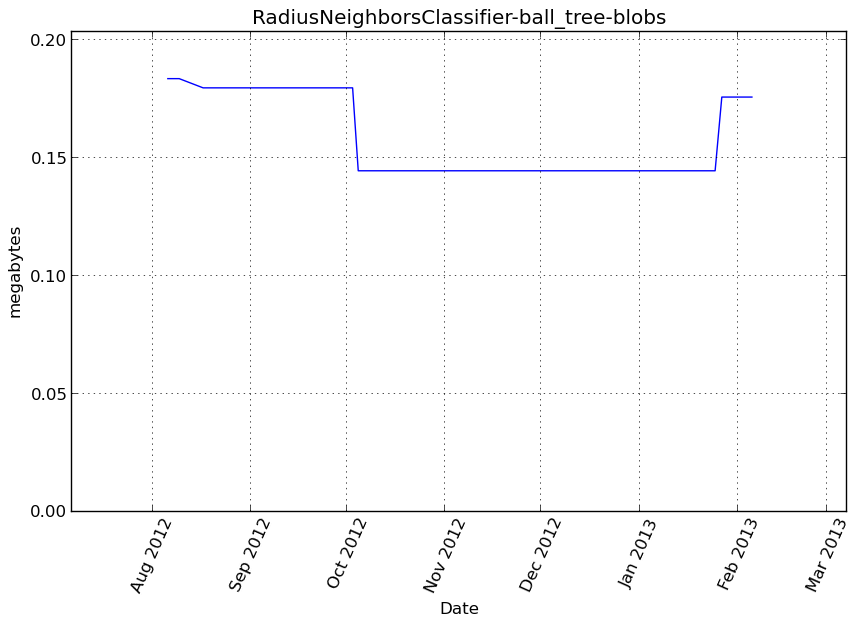 RadiusNeighborsClassifier-ball_tree-blobs
0.20
0.15
0.10
0.05
0.00
megabytes
Aug 2012
Sep 2012
Oct 2012
Nov 2012
Dec 2012
Jan 2013
Feb 2013
Mar 2013
Date